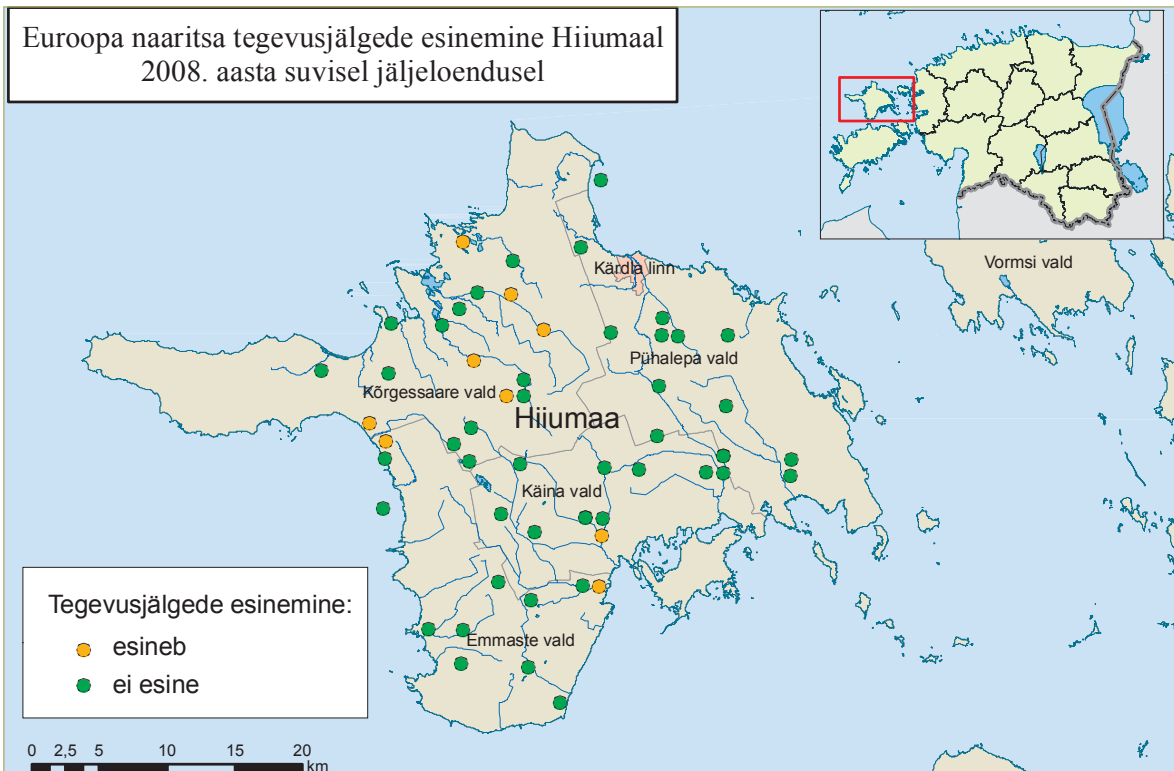 Euroopa naaritsa tegevusjälgede esinemine Hiiumaal
2008. aasta suvisel jäljeloendusel
Vormsi vald
Kärdla linn
Pühalepa vald
Kõrgessaare vald
Hiiumaa
Käina vald
Emmaste vald
Tegevusjälgede esinemine:
esineb
ei esine
0 2,5 5 10 15 20
km